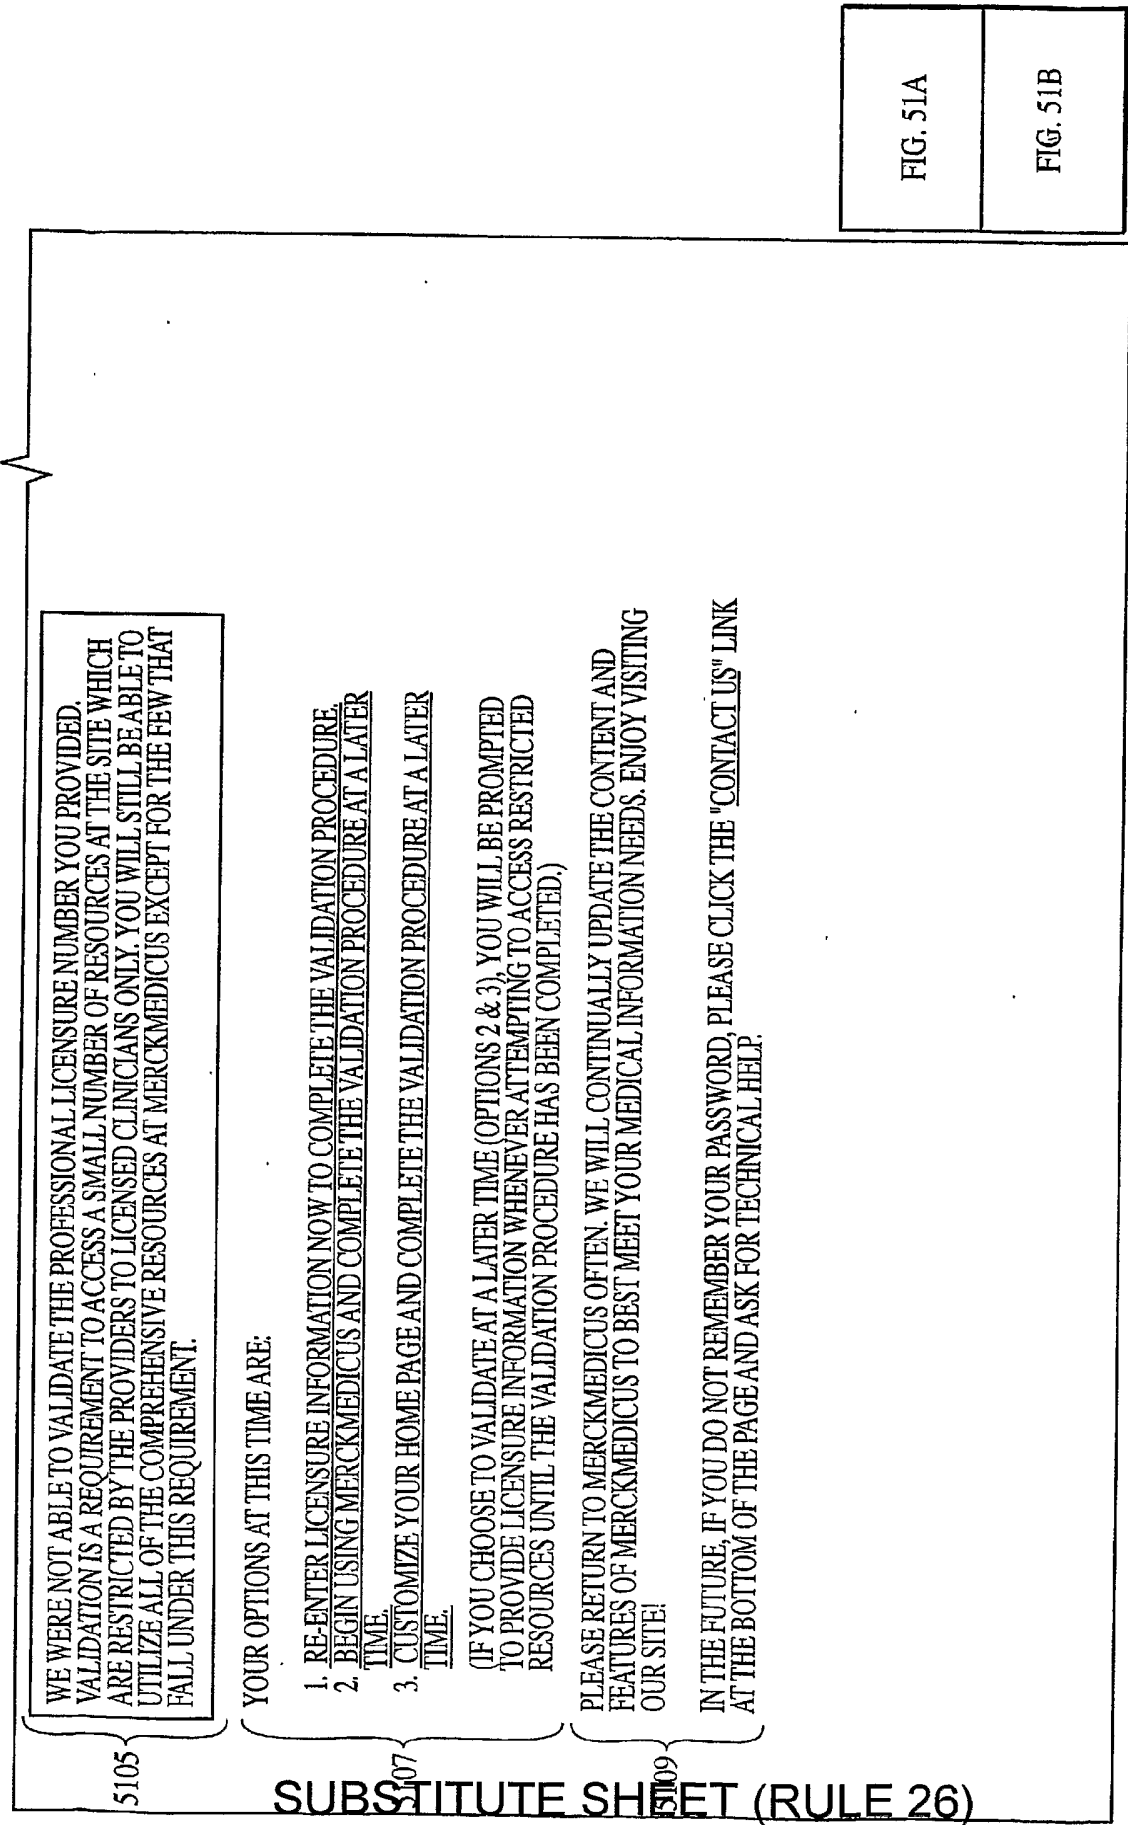 5105
WE WERE NOT ABLE TO VALIDATE THE PROFESSIONAL LICENSURE NUMBER YOU PROVIDED.
VALIDATION IS A REQUIREMENT TO ACCESS A SMALL NUMBER OF RESOURCES AT THE SITE WHICH
ARE RESTRICTED BY THE PROVIDERS TO LICENSED CLINICIANS ONLY. YOU WILL STILL BE ABLE TO
UTILIZE ALL OF THE COMPREHENSIVE RESOURCES AT MERCKMEDICUS EXCEPT FOR THE FEW THAT
FALL UNDER THIS REQUIREMENT.
5107
YOUR OPTIONS AT THIS TIME ARE:
1. RE-ENTER LICENSURE INFORMATION NOW TO COMPLETE THE VALIDATION PROCEDURE.
2. BEGIN USING MERCKMEDICUS AND COMPLETE THE VALIDATION PROCEDURE AT A LATER
TIME.
3. CUSTOMIZE YOUR HOME PAGE AND COMPLETE THE VALIDATION PROCEDURE AT A LATER
TIME.
(IF YOU CHOOSE TO VALIDATE AT A LATER TIME (OPTIONS 2 & 3), YOU WILL BE PROMPTED
TO PROVIDE LICENSURE INFORMATION WHENEVER ATTEMPTING TO ACCESS RESTRICTED
RESOURCES UNTIL THE VALIDATION PROCEDURE HAS BEEN COMPLETED.)
5109
PLEASE RETURN TO MERCKMEDICUS OFTEN. WE WILL CONTINUALLY UPDATE THE CONTENT AND
FEATURES OF MERCKMEDICUS TO BEST MEET YOUR MEDICAL INFORMATION NEEDS. ENJOY VISITING
OUR SITE!
IN THE FUTURE, IF YOU DO NOT REMEMBER YOUR PASSWORD, PLEASE CLICK THE "CONTACT US" LINK
AT THE BOTTOM OF THE PAGE AND ASK FOR TECHNICAL HELP.
FIG. 51A
FIG. 51B
SUBSTITUTE SHEET (RULE 26)